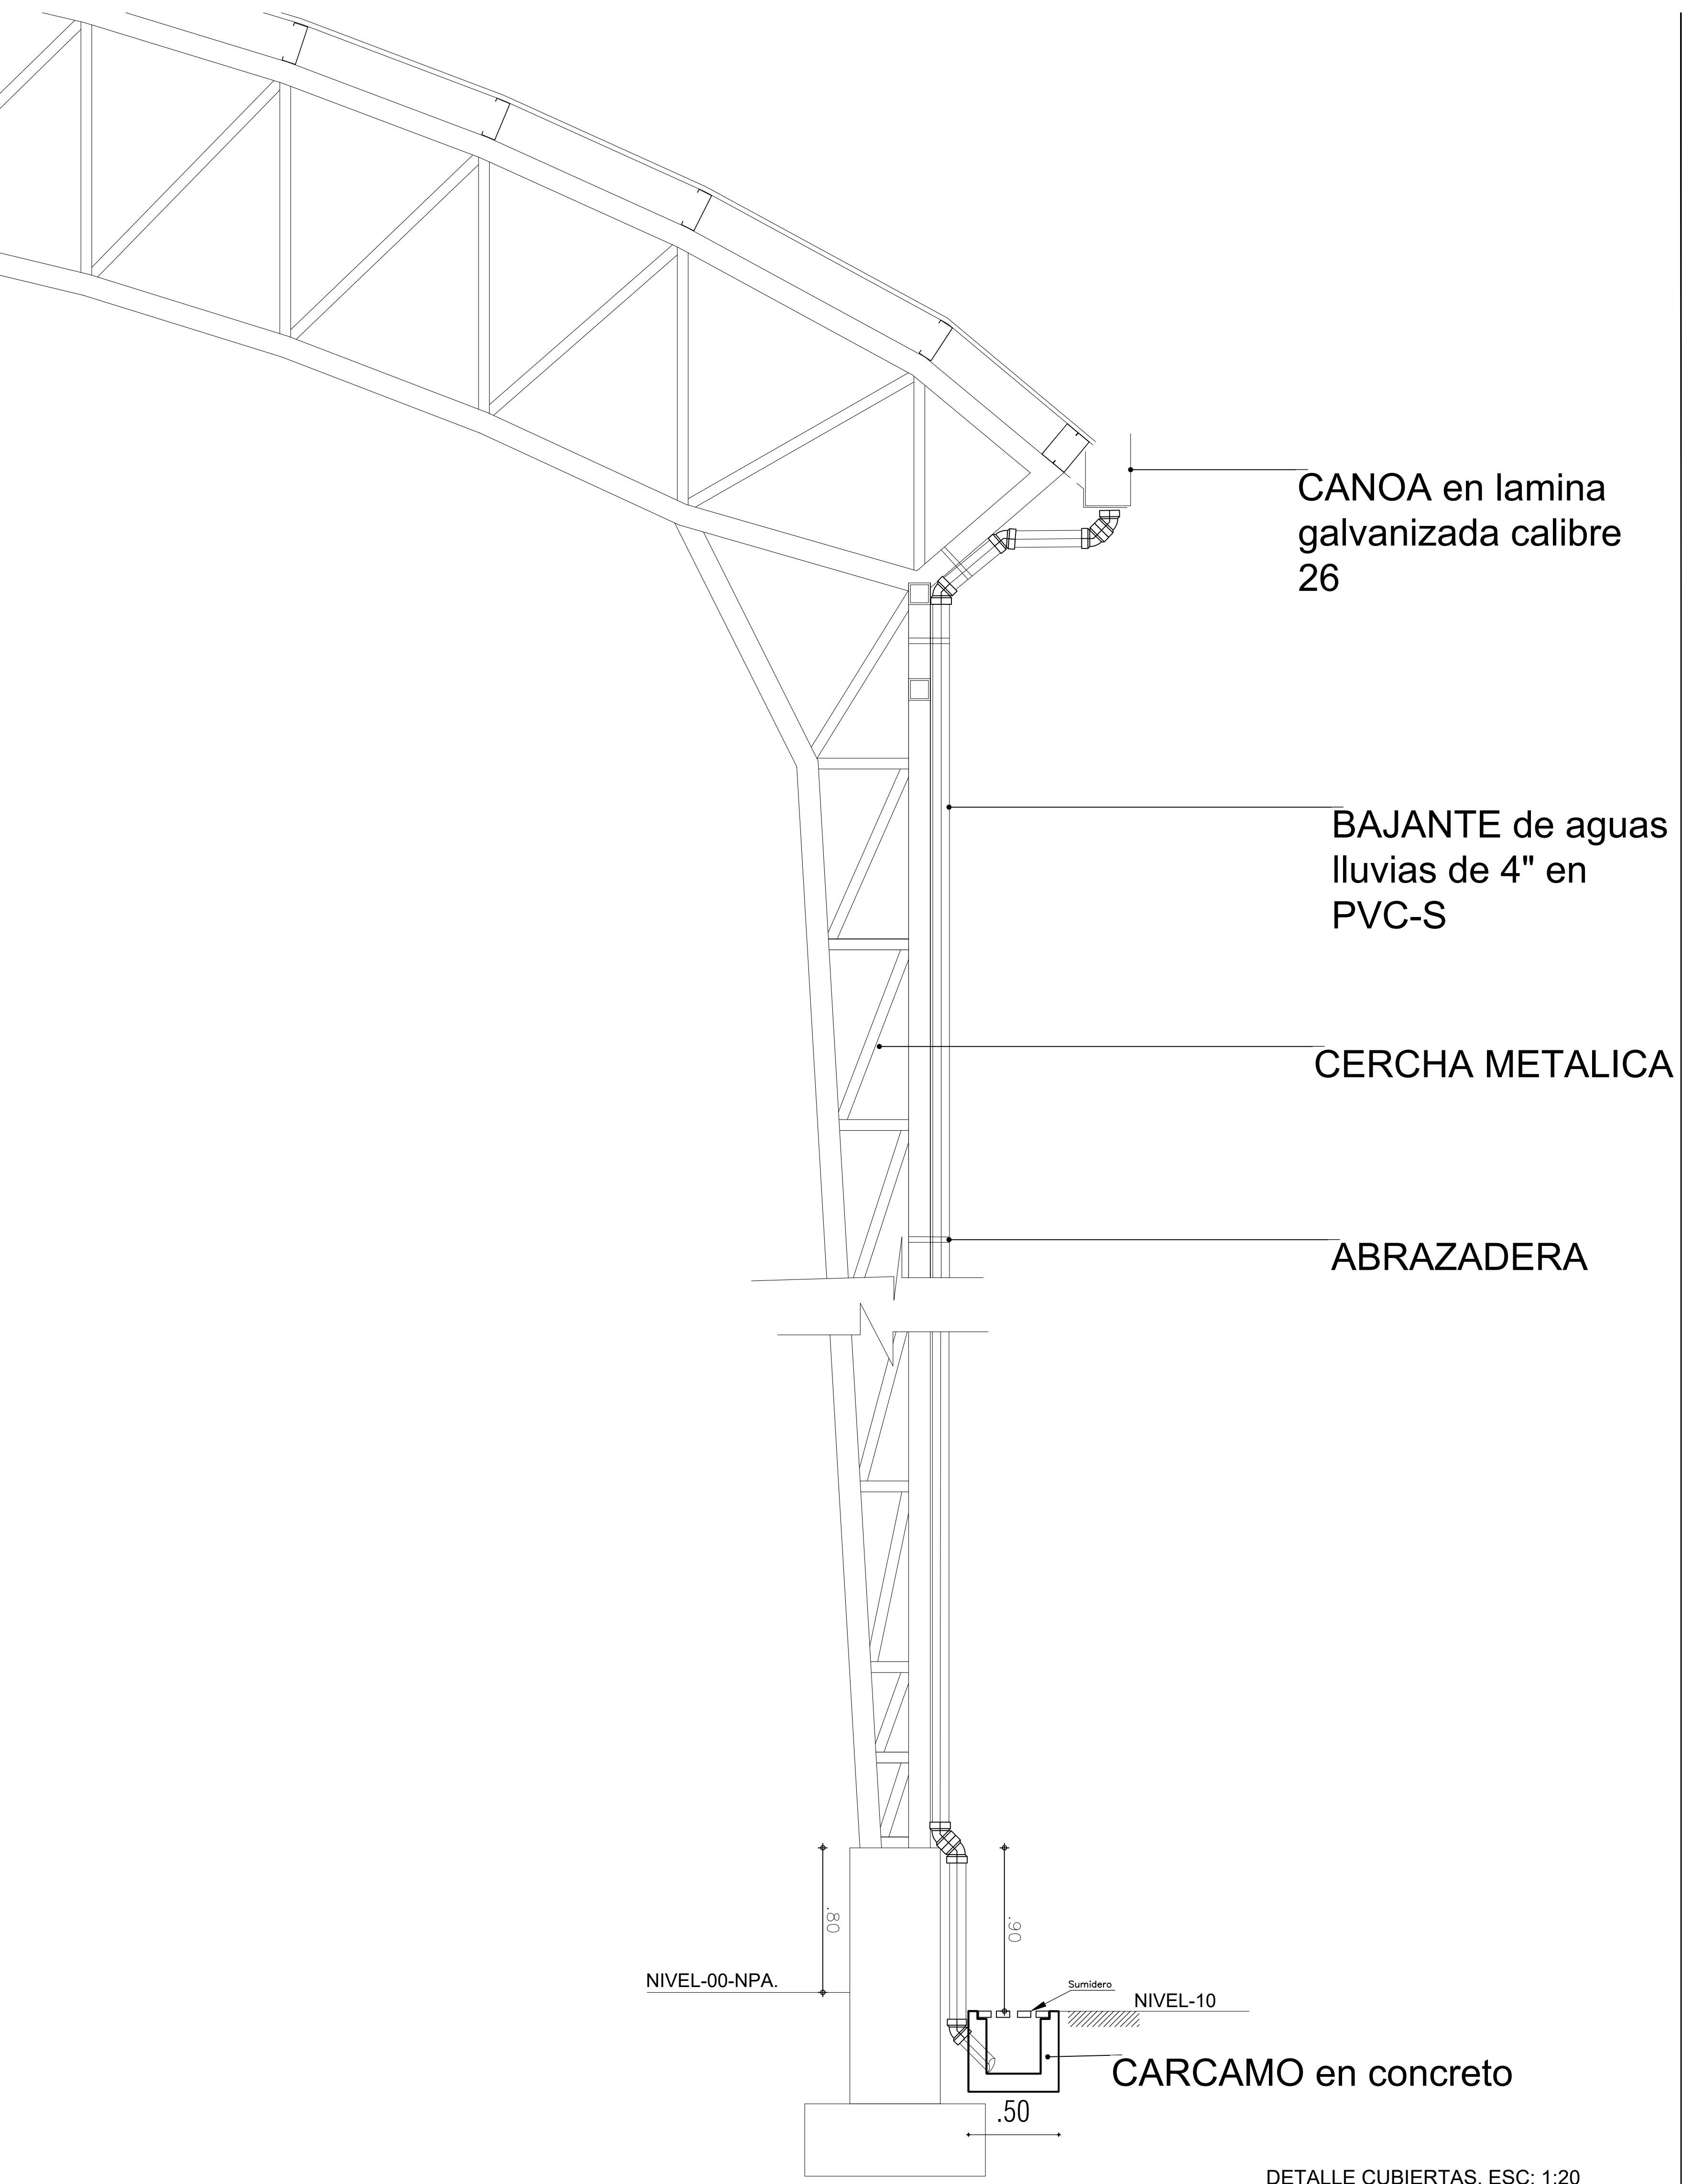 CANOA en lamina
galvanizada calibre
26
BAJANTE de aguas
lluvias de 4" en
PVC-S
CERCHA METALICA
ABRAZADERA
.80
.90
NIVEL-00-NPA.
Sumidero
NIVEL-10
CARCAMO en concreto
.50
DETALLE CUBIERTAS. ESC: 1:20